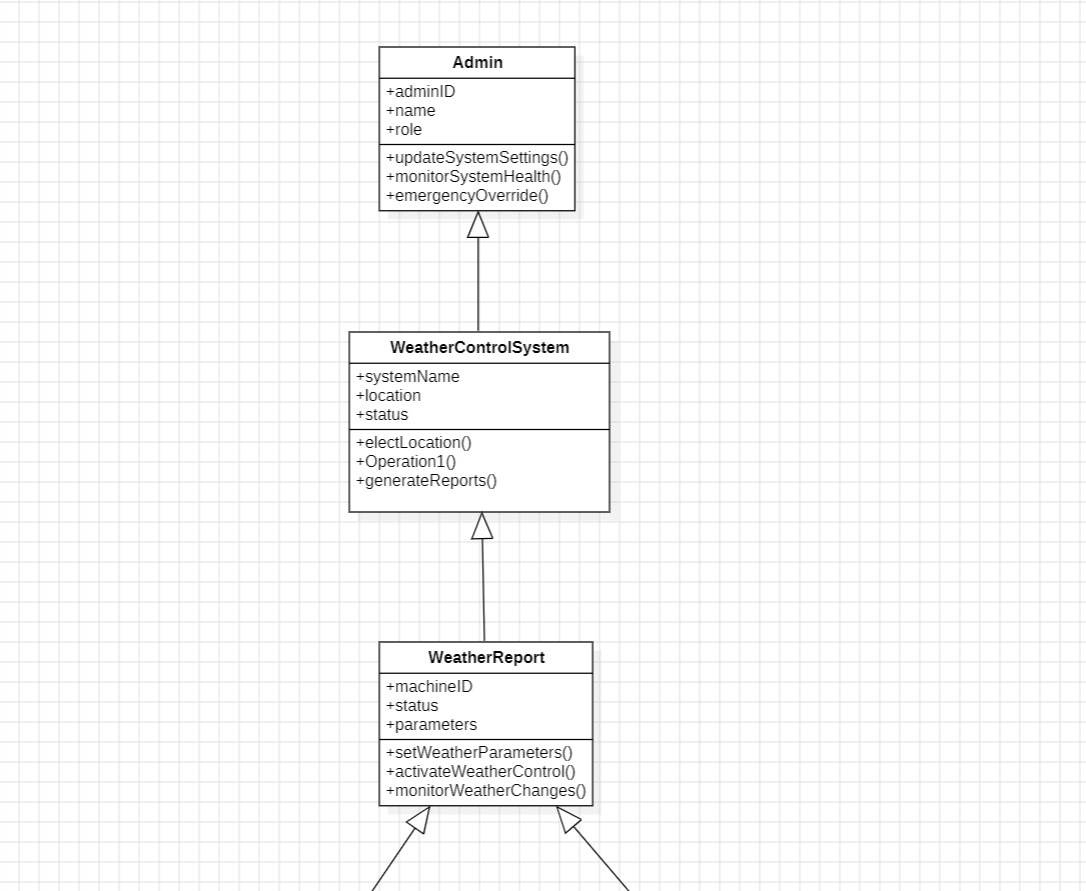 Admin
+adminID
+name
+role
+updateSystemSettings()
+monitorSystemHealth()
+emergencyOverride()
WeatherControlSystem
+systemName
+location
+status
+electLocation()
+Operation1()
+generateReports()
WeatherReport
+machineID
+status
+parameters
+setWeatherParameters()
+activateWeatherControl()
+monitorWeatherChanges()